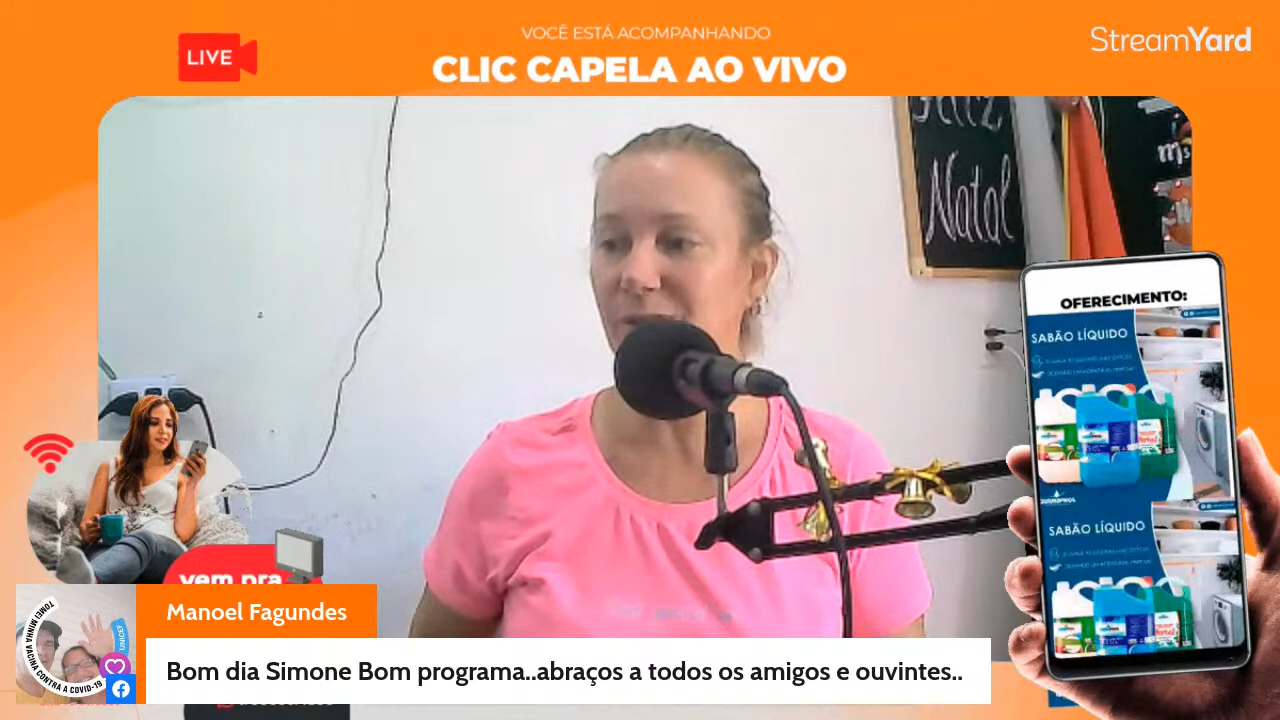 VOCÊ ESTÁ ACOMPANHANDO
LIVE
CLIC CAPELA AO VIVO
StreamYard
Feliz
Natal
OFERECIMENTO:
SABÃO LÍQUIDO
SABÃO LÍQUIDO
vem pra
Manoel Fagundes
TOMEI MINHA VACINA CONTRA A COVID-19
UNICEF
Bom dia Simone Bom programa..abraços a todos os amigos e ouvintes..